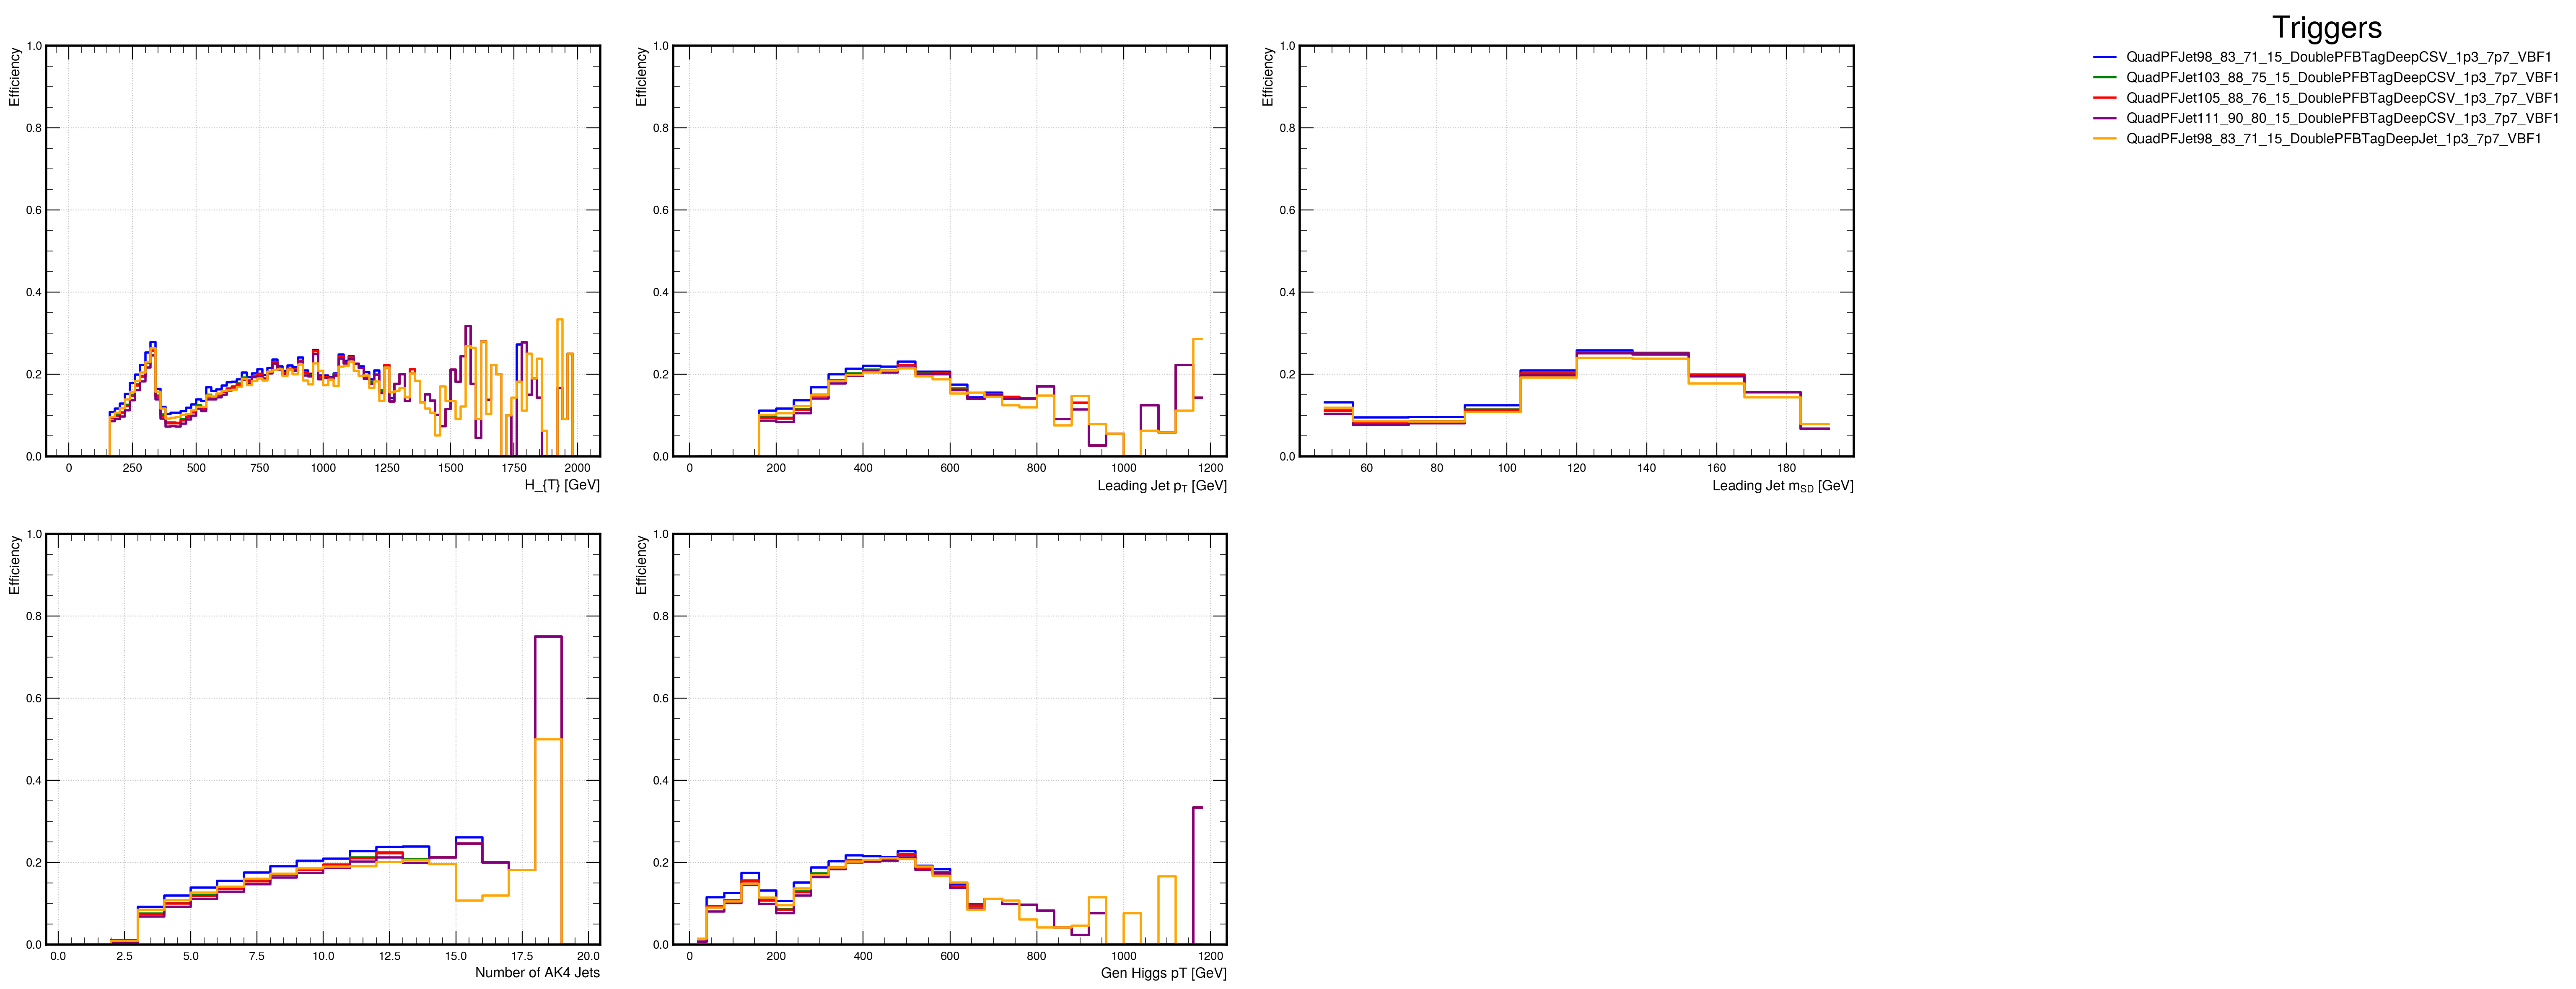 Triggers
QuadPFJet98_83_71_15_DoublePFBTagDeepCSV_1p3_7p7_VBF1
QuadPFJet103_88_75_15_DoublePFBTagDeepCSV_1p3_7p7_VBF1
QuadPFJet105_88_76_15_DoublePFBTagDeepCSV_1p3_7p7_VBF1
QuadPFJet111_90_80_15_DoublePFBTagDeepCSV_1p3_7p7_VBF1
QuadPFJet98_83_71_15_DoublePFBTagDeepJet_1p3_7p7_VBF1
Efficiency
1.0
0.8
0.6
0.4
0.2
0.0
0 250 500 750 1000 1250 1500 1750 2000
H_{T} [GeV]
Efficiency
1.0
0.8
0.6
0.4
0.2
0.0
0 200 400 600 800 1000 1200
Leading Jet pT [GeV]
Efficiency
1.0
0.8
0.6
0.4
0.2
0.0
60 80 100 120 140 160 180
Leading Jet mSD [GeV]
Efficiency
1.0
0.8
0.6
0.4
0.2
0.0
0.0 2.5 5.0 7.5 10.0 12.5 15.0 17.5 20.0
Number of AK4 Jets
Efficiency
1.0
0.8
0.6
0.4
0.2
0.0
0 200 400 600 800 1000 1200
Gen Higgs pT [GeV]